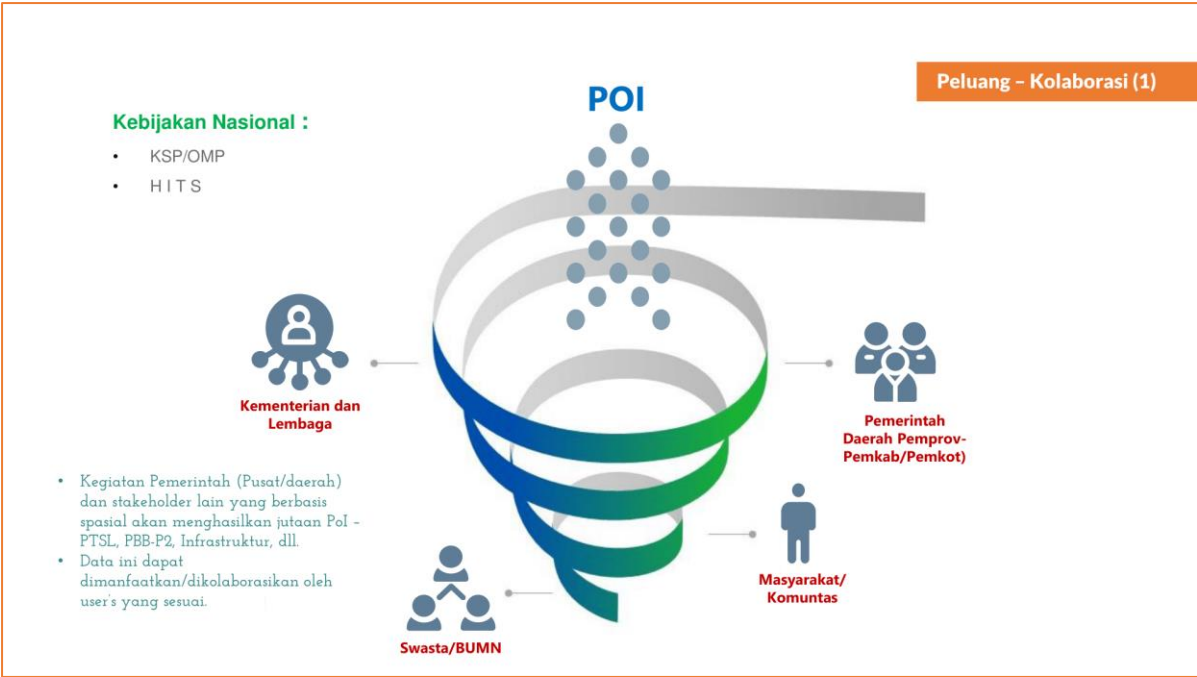 Peluang – Kolaborasi (1)
POI
Kebijakan Nasional :
• KSP/OMP
• H I T S
Kementerian dan
Lembaga
Pemerintah
Daerah Pemprov-
Pemkab/Pemkot)
• Kegiatan Pemerintah (Pusat/daerah)
dan stakeholder lain yang berbasis
spasial akan menghasilkan jutaan PoI –
PTSL, PBB-P2, Infrastruktur, dll.
• Data ini dapat
dimanfaatkan/dikolaborasikan oleh
user's yang sesuai.
Masyarakat/
Komuntas
Swasta/BUMN